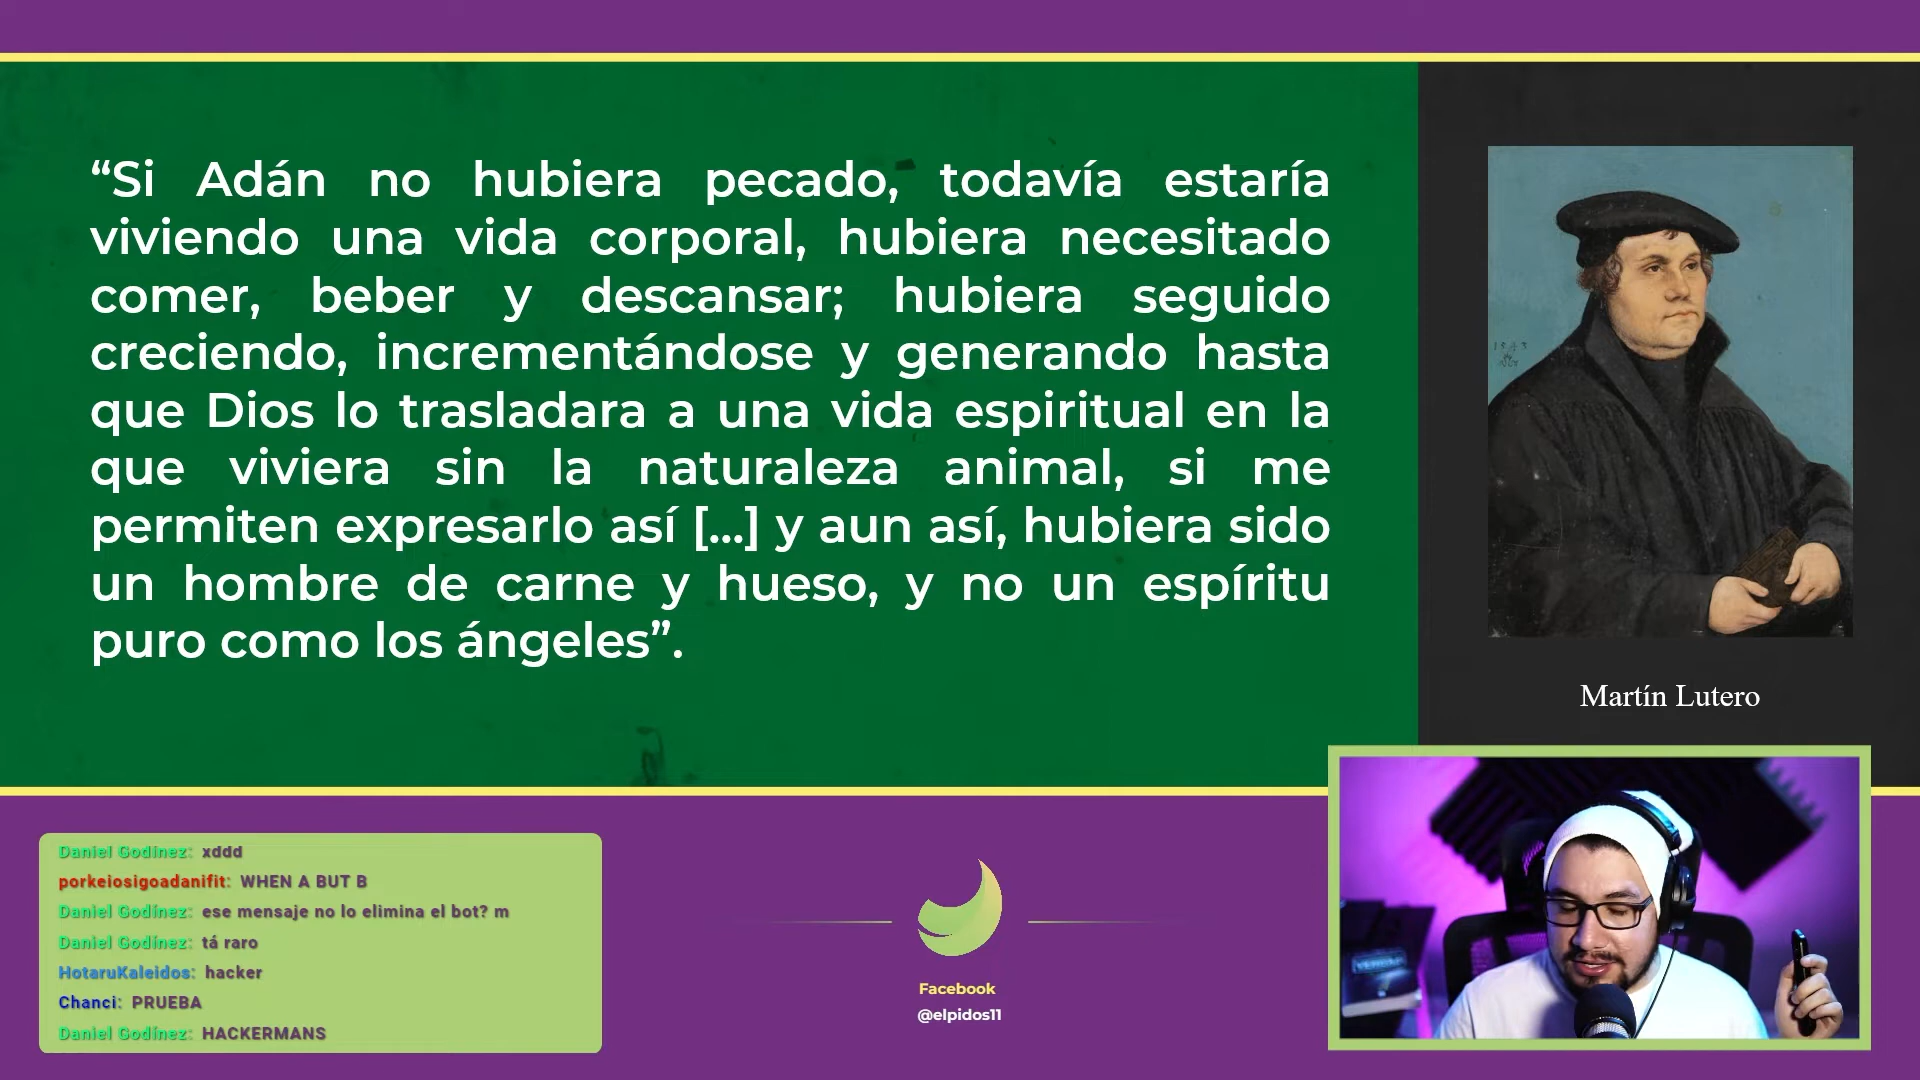 “Si Adán no hubiera pecado, todavía estaría
viviendo una vida corporal, hubiera necesitado
comer, beber y descansar; hubiera seguido
creciendo, incrementándose y generando hasta
que Dios lo trasladara a una vida espiritual en la
que viviera sin la naturaleza animal, si me
permiten expresarlo así [...] y aun así, hubiera sido
un hombre de carne y hueso, y no un espíritu
puro como los ángeles”.
Martín Lutero
Daniel Godínez: xddd
porkeiosigoadanifit: WHEN A BUT B
Daniel Godínez: ese mensaje no lo elimina el bot? m
Daniel Godínez: tá raro
HotaruKaleidos: hacker
Chanci: PRUEBA
Daniel Godínez: HACKERMANS
Facebook
@elpidos11